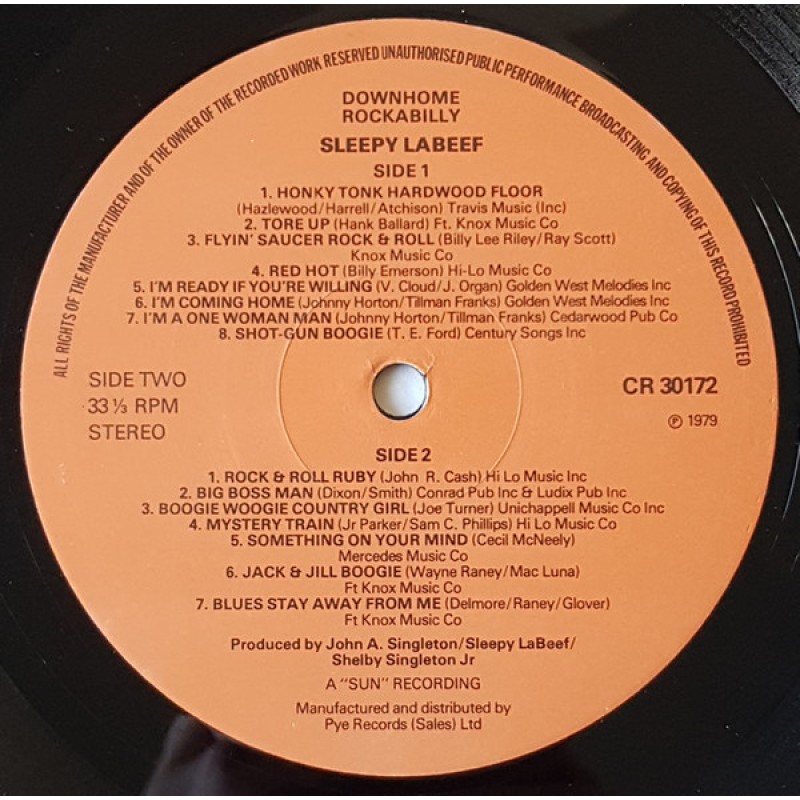 ALL RIGHTS OF THE MANUFACTURER AND OF THE OWNER OF THE RECORDED WORK RESERVED UNAUTHORISED PUBLIC PERFORMANCE BROADCASTING AND COPYING OF THIS RECORD PROHIBITED
DOWNHOME
ROCKABILLY
SLEEPY LABEEF
SIDE 1
1. HONKY TONK HARDWOOD FLOOR
(Hazlewood/Harrell/Atchison) Travis Music (Inc)
2. TORE UP (Hank Ballard) Ft. Knox Music Co
3. FLYIN' SAUCER ROCK & ROLL (Billy Lee Riley/Ray Scott)
Knox Music Co
4. RED HOT (Billy Emerson) Hi-Lo Music Co
5. I'M READY IF YOU'RE WILLING (V. Cloud/J. Organ) Golden West Melodies Inc
6. I'M COMING HOME (Johnny Horton/Tillman Franks) Golden West Melodies Inc
7. I'M A ONE WOMAN MAN (Johnny Horton/Tillman Franks) Cedarwood Pub Co
8. SHOT-GUN BOOGIE (T. E. Ford) Century Songs Inc
SIDE TWO
33⅓ RPM
STEREO
CR 30172
Ⓟ 1979
SIDE 2
1. ROCK & ROLL RUBY (John R. Cash) Hi Lo Music Inc
2. BIG BOSS MAN (Dixon/Smith) Conrad Pub Inc & Ludix Pub Inc
3. BOOGIE WOOGIE COUNTRY GIRL (Joe Turner) Unichappell Music Co Inc
4. MYSTERY TRAIN (Jr Parker/Sam C. Phillips) Hi Lo Music Co
5. SOMETHING ON YOUR MIND (Cecil McNeely)
Mercedes Music Co
6. JACK & JILL BOOGIE (Wayne Raney/Mac Luna)
Ft Knox Music Co
7. BLUES STAY AWAY FROM ME (Delmore/Raney/Glover)
Ft Knox Music Co
Produced by John A. Singleton/Sleepy LaBeef/
Shelby Singleton Jr
A "SUN" RECORDING
Manufactured and distributed by
Pye Records (Sales) Ltd